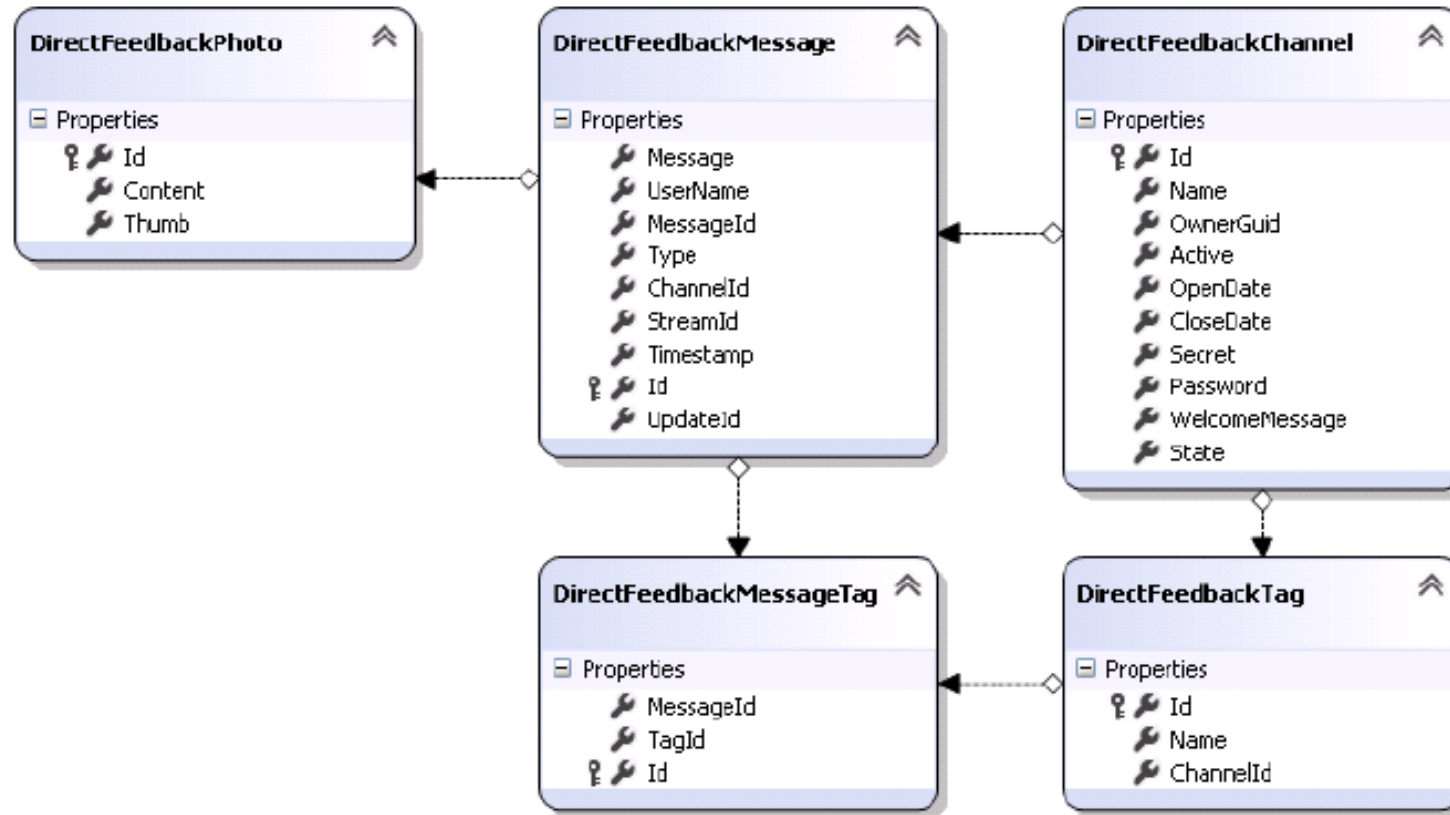 DirectFeedbackPhoto
Properties
Id
Content
Thumb
DirectFeedbackMessage
Properties
Message
UserName
MessageId
Type
ChannelId
StreamId
Timestamp
Id
UpdateId
DirectFeedbackChannel
Properties
Id
Name
OwnerGuid
Active
OpenDate
CloseDate
Secret
Password
WelcomeMessage
State
DirectFeedbackMessageTag
Properties
MessageId
TagId
Id
DirectFeedbackTag
Properties
Id
Name
ChannelId